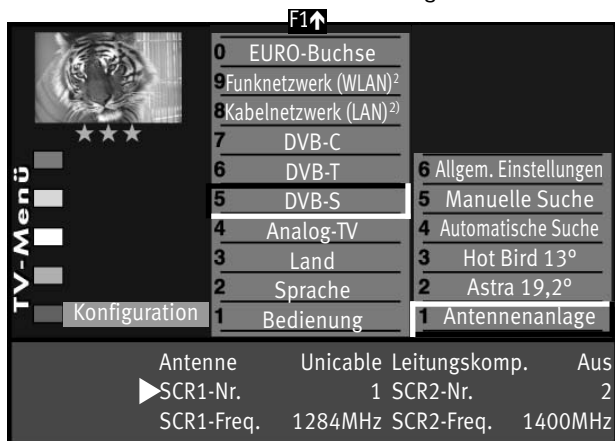 F1↑
TV-Menü
Konfiguration
0 EURO-Buchse
9 Funknetzwerk (WLAN)²
8 Kabelnetzwerk (LAN)²⁾
7 DVB-C
6 DVB-T
5 DVB-S
4 Analog-TV
3 Land
2 Sprache
1 Bedienung
6 Allgem. Einstellungen
5 Manuelle Suche
4 Automatische Suche
3 Hot Bird 13°
2 Astra 19,2°
1 Antennenanlage
Antenne Unicable Leitungskomp. Aus
SCR1-Nr. 1 SCR2-Nr. 2
SCR1-Freq. 1284MHz SCR2-Freq. 1400MHz